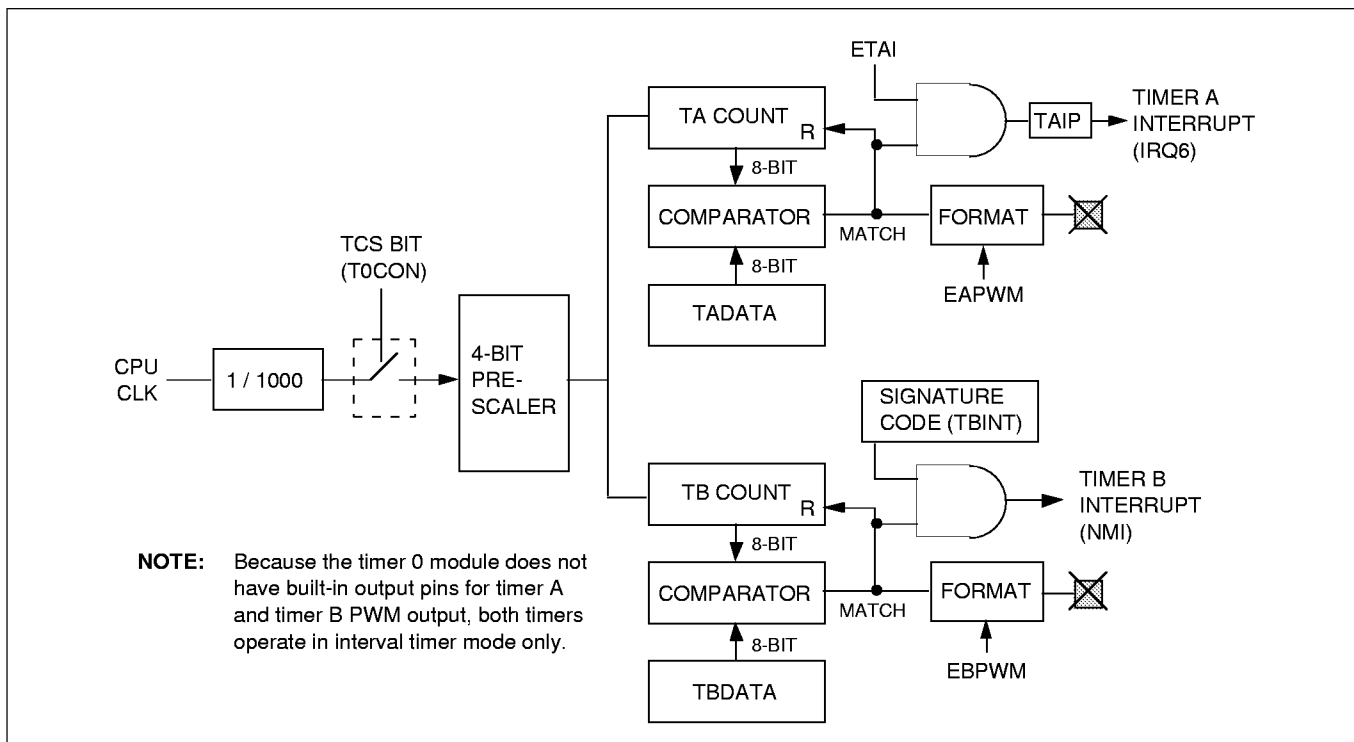 ETAI
TA COUNT
R
TAIP
TIMER A
INTERRUPT
(IRQ6)
8-BIT
COMPARATOR
MATCH
FORMAT
8-BIT
EAPWM
TADATA
TCS BIT
(T0CON)
CPU
CLK
1 / 1000
4-BIT
PRE-
SCALER
SIGNATURE
CODE (TBINT)
TB COUNT
R
TIMER B
INTERRUPT
(NMI)
8-BIT
COMPARATOR
MATCH
FORMAT
8-BIT
EBPWM
TBDATA
NOTE: Because the timer 0 module does not
have built-in output pins for timer A
and timer B PWM output, both timers
operate in interval timer mode only.